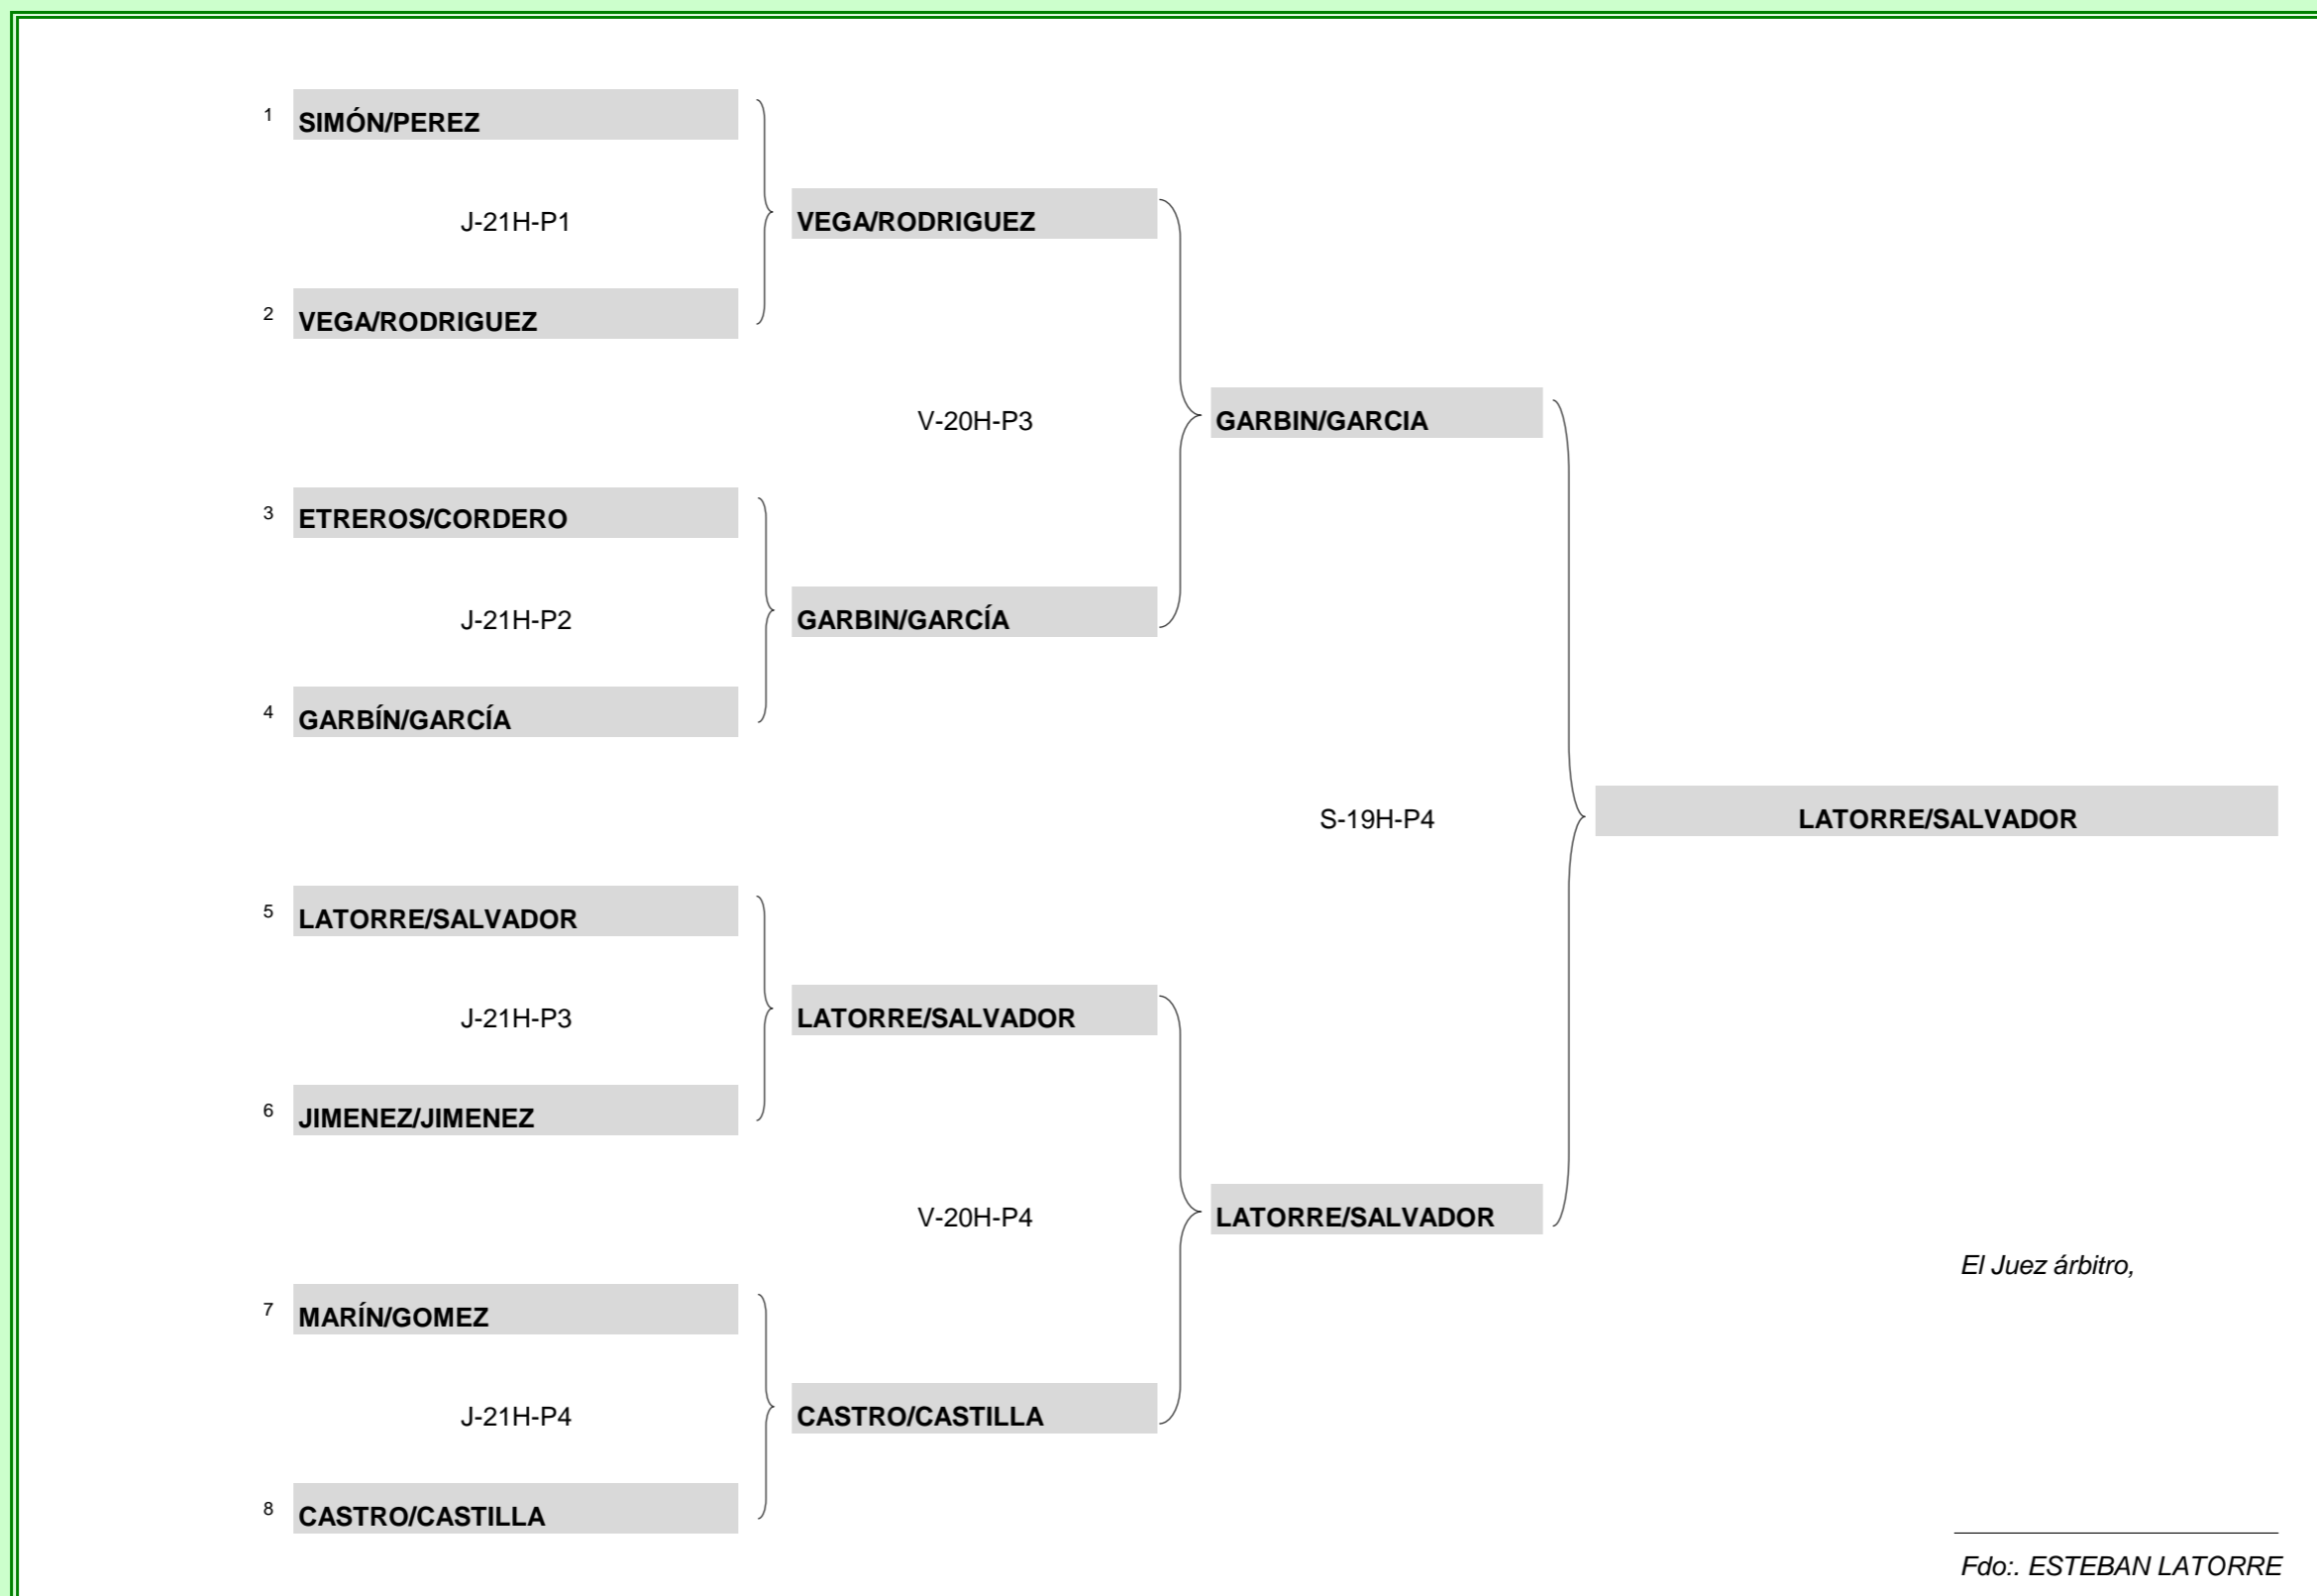 1 SIMÓN/PEREZ
J-21H-P1
VEGA/RODRIGUEZ
2 VEGA/RODRIGUEZ
V-20H-P3
GARBIN/GARCIA
3 ETREROS/CORDERO
J-21H-P2
GARBIN/GARCÍA
4 GARBÍN/GARCÍA
S-19H-P4
LATORRE/SALVADOR
5 LATORRE/SALVADOR
J-21H-P3
LATORRE/SALVADOR
6 JIMENEZ/JIMENEZ
V-20H-P4
LATORRE/SALVADOR
El Juez árbitro,
7 MARÍN/GOMEZ
J-21H-P4
CASTRO/CASTILLA
8 CASTRO/CASTILLA
Fdo:. ESTEBAN LATORRE